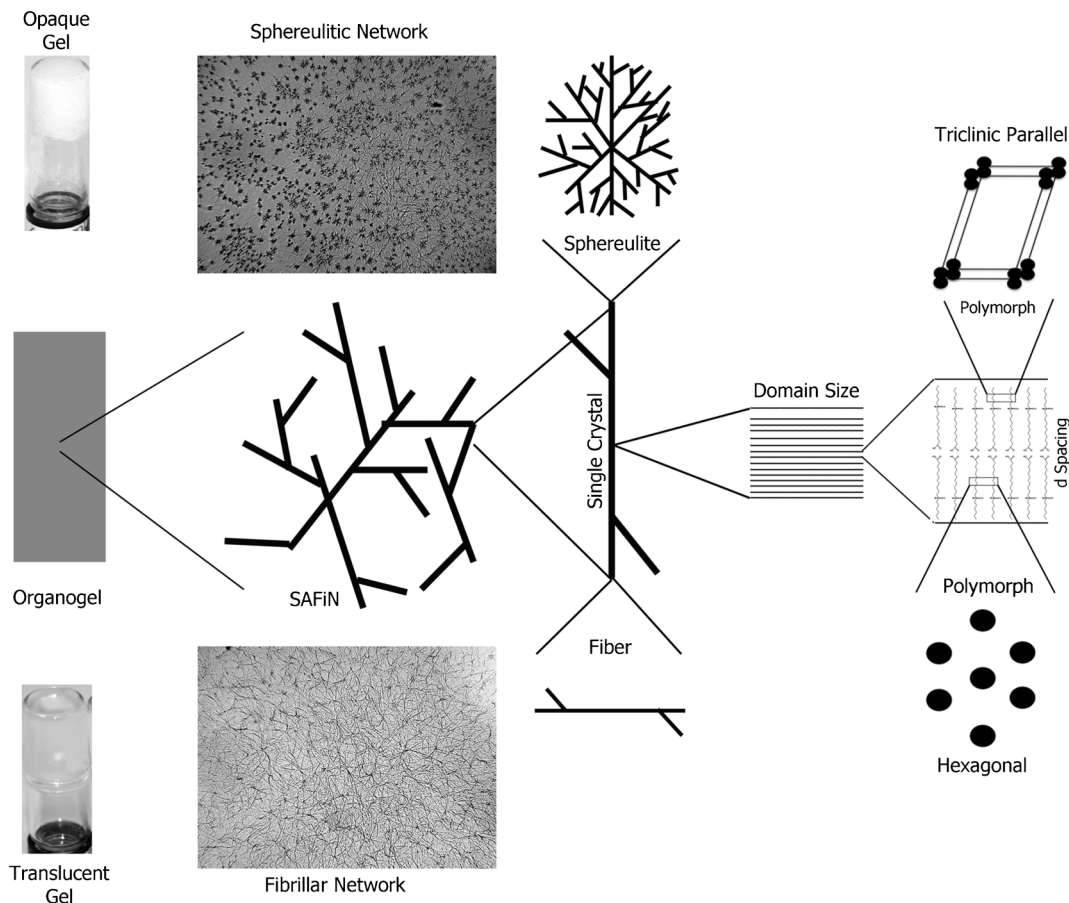 Opaque
Gel
Sphereulitic Network
Sphereulite
Triclinic Parallel
Polymorph
Organogel
SAFiN
Single Crystal
Domain Size
d Spacing
Polymorph
Hexagonal
Fiber
Translucent
Gel
Fibrillar Network